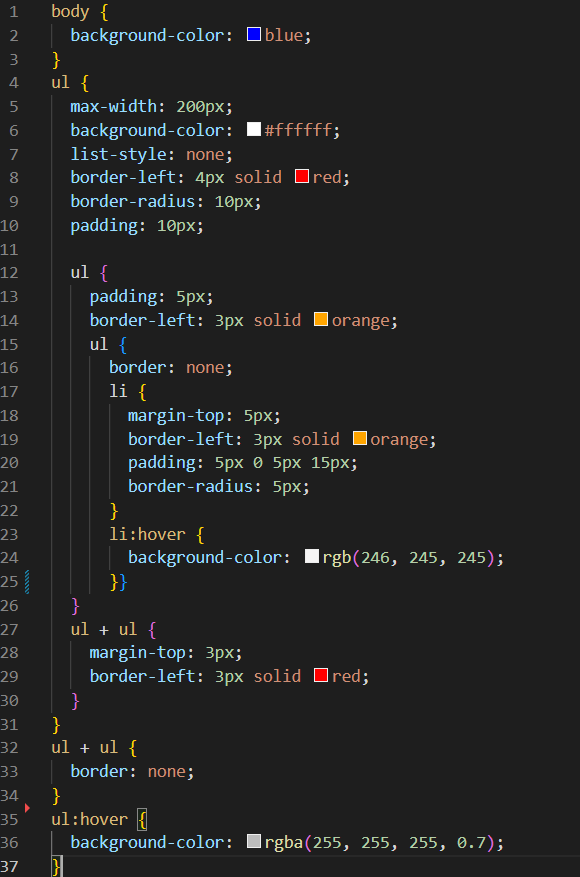 1 body {
2   background-color: blue;
3 }
4 ul {
5   max-width: 200px;
6   background-color: #ffffff;
7   list-style: none;
8   border-left: 4px solid red;
9   border-radius: 10px;
10   padding: 10px;
11
12   ul {
13     padding: 5px;
14     border-left: 3px solid orange;
15     ul {
16       border: none;
17       li {
18         margin-top: 5px;
19         border-left: 3px solid orange;
20         padding: 5px 0 5px 15px;
21         border-radius: 5px;
22       }
23       li:hover {
24         background-color: rgb(246, 245, 245);
25       }}
26   }
27   ul + ul {
28     margin-top: 3px;
29     border-left: 3px solid red;
30   }
31 }
32 ul + ul {
33   border: none;
34 }
35 ul:hover {
36   background-color: rgba(255, 255, 255, 0.7);
37 }